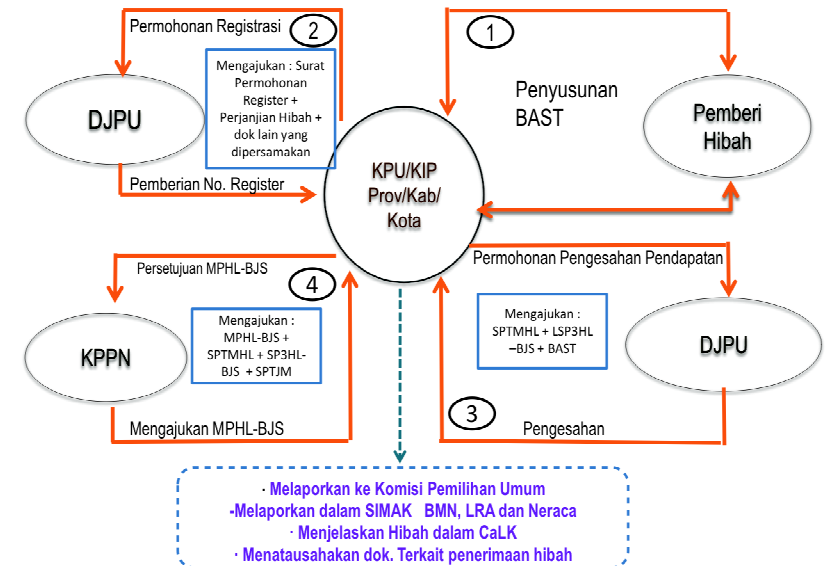 Permohonan Registrasi
2
1
Mengajukan : Surat
Permohonan
Register +
Perjanjian Hibah +
dok lain yang
dipersamakan
DJPU
Penyusunan
BAST
Pemberi
Hibah
KPU/KIP
Prov/Kab/
Kota
Pemberian No. Register
Permohonan Pengesahan Pendapatan
Persetujuan MPHL-BJS
4
Mengajukan :
MPHL-BJS +
SPTMHL + SP3HL-
BJS + SPTJM
KPPN
Mengajukan :
SPTMHL + LSP3HL
–BJS + BAST
DJPU
Mengajukan MPHL-BJS
3
Pengesahan
· Melaporkan ke Komisi Pemilihan Umum
-Melaporkan dalam SIMAK BMN, LRA dan Neraca
· Menjelaskan Hibah dalam CaLK
· Menatausahakan dok. Terkait penerimaan hibah